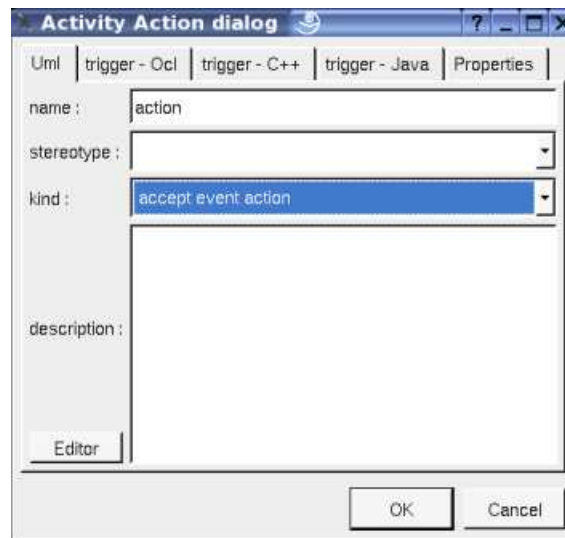 Activity Action dialog
Uml trigger - Ocl trigger - C++ trigger - Java Properties
name : action
stereotype :
kind : accept event action
description :
Editor
OK Cancel